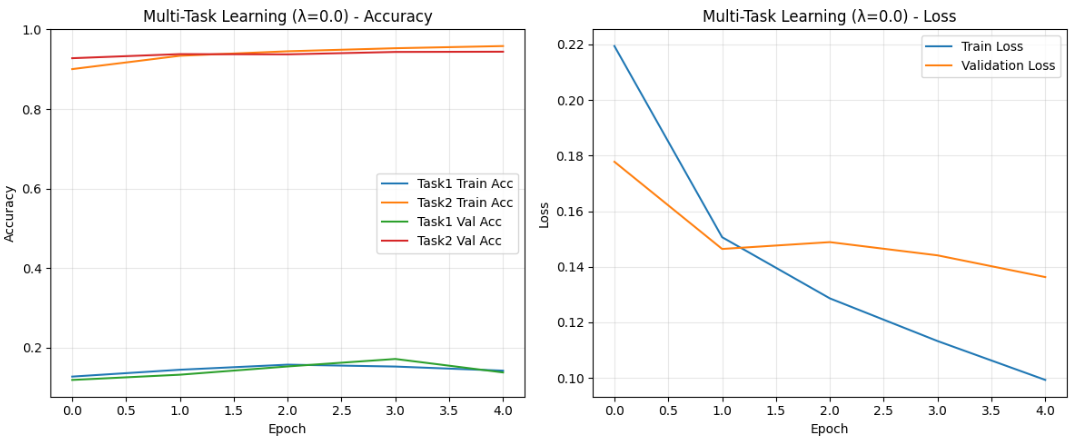 Multi-Task Learning (λ=0.0) - Accuracy
Accuracy
1.0
0.8
0.6
0.4
0.2
Task1 Train Acc
Task2 Train Acc
Task1 Val Acc
Task2 Val Acc
0.0 0.5 1.0 1.5 2.0 2.5 3.0 3.5 4.0
Epoch
Multi-Task Learning (λ=0.0) - Loss
Loss
0.22
0.20
0.18
0.16
0.14
0.12
0.10
Train Loss
Validation Loss
0.0 0.5 1.0 1.5 2.0 2.5 3.0 3.5 4.0
Epoch